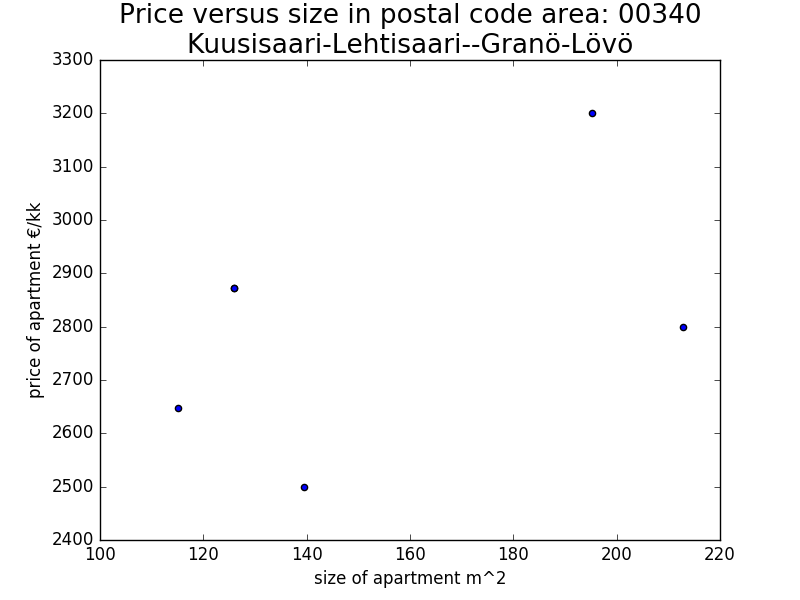 Price versus size in postal code area: 00340
Kuusisaari-Lehtisaari--Granö-Lövö
3300
3200
3100
3000
2900
2800
2700
2600
2500
2400
price of apartment €/kk
100 120 140 160 180 200 220
size of apartment m^2